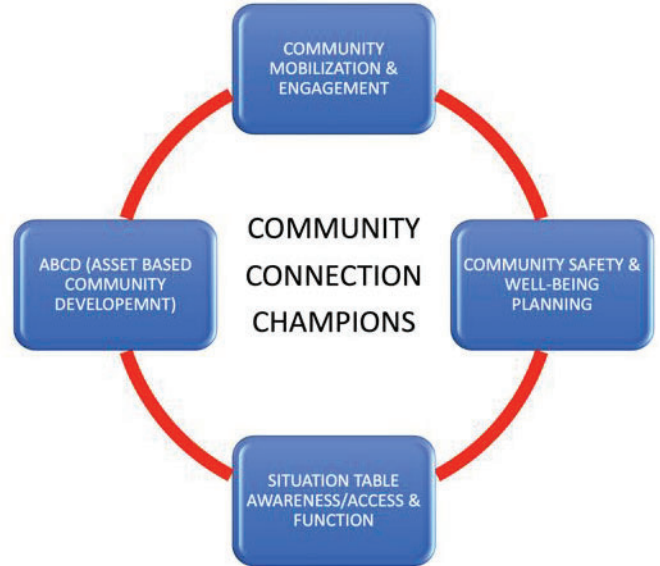 COMMUNITY
MOBILIZATION &
ENGAGEMENT
ABCD (ASSET BASED
COMMUNITY
DEVELOPEMNT)
COMMUNITY
CONNECTION
CHAMPIONS
COMMUNITY SAFETY &
WELL-BEING
PLANNING
SITUATION TABLE
AWARENESS/ACCESS &
FUNCTION